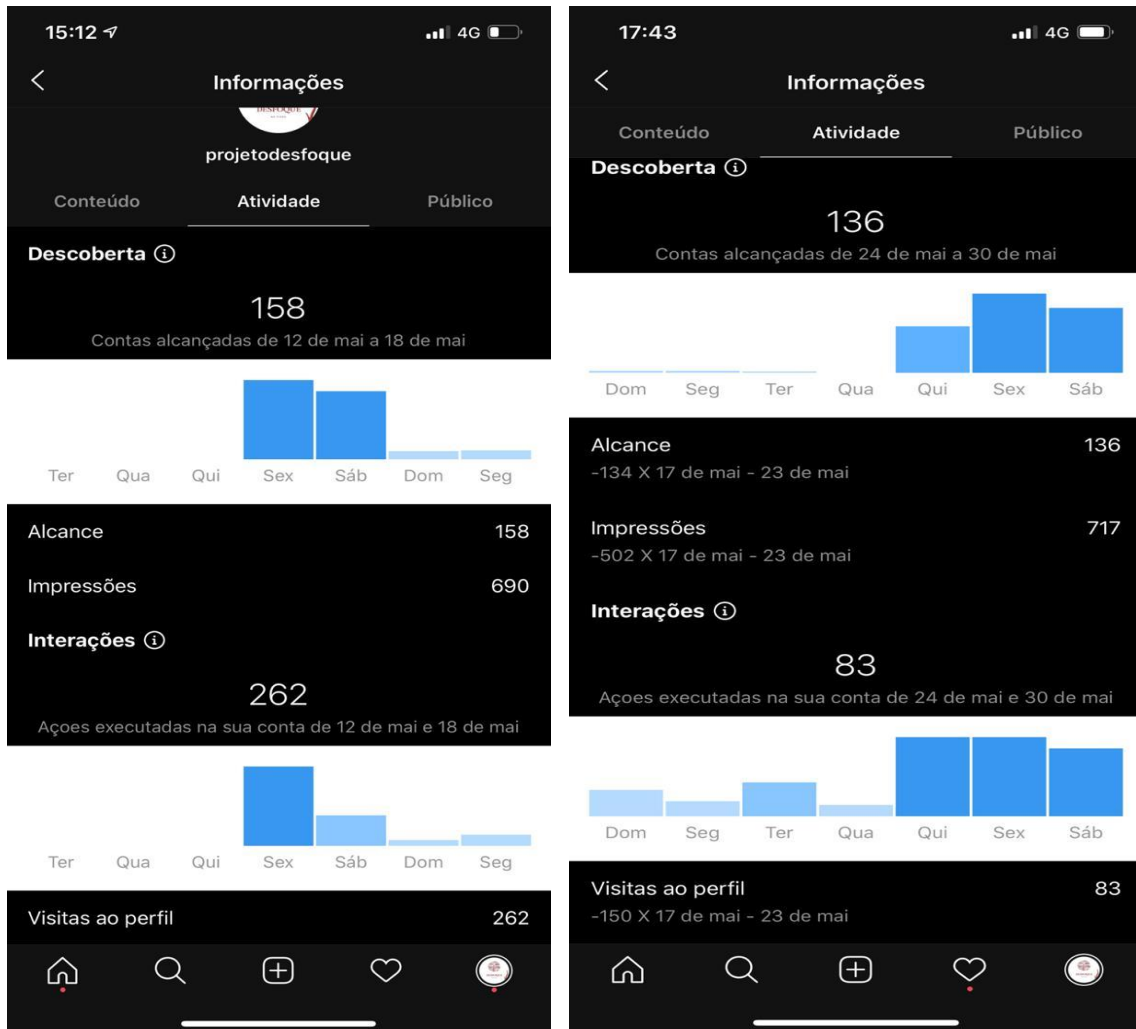 15:12
4G
Informações
DESFOQUE
projetodesfoque
Conteúdo Atividade Público
Descoberta
158
Contas alcançadas de 12 de mai a 18 de mai
Ter Qua Qui Sex Sáb Dom Seg
Alcance 158
Impressões 690
Interações
262
Açoes executadas na sua conta de 12 de mai e 18 de mai
Ter Qua Qui Sex Sáb Dom Seg
Visitas ao perfil 262
17:43
4G
Informações
Conteúdo Atividade Público
Descoberta
136
Contas alcançadas de 24 de mai a 30 de mai
Dom Seg Ter Qua Qui Sex Sáb
Alcance 136
-134 X 17 de mai - 23 de mai
Impressões 717
-502 X 17 de mai - 23 de mai
Interações
83
Açoes executadas na sua conta de 24 de mai e 30 de mai
Dom Seg Ter Qua Qui Sex Sáb
Visitas ao perfil 83
-150 X 17 de mai - 23 de mai